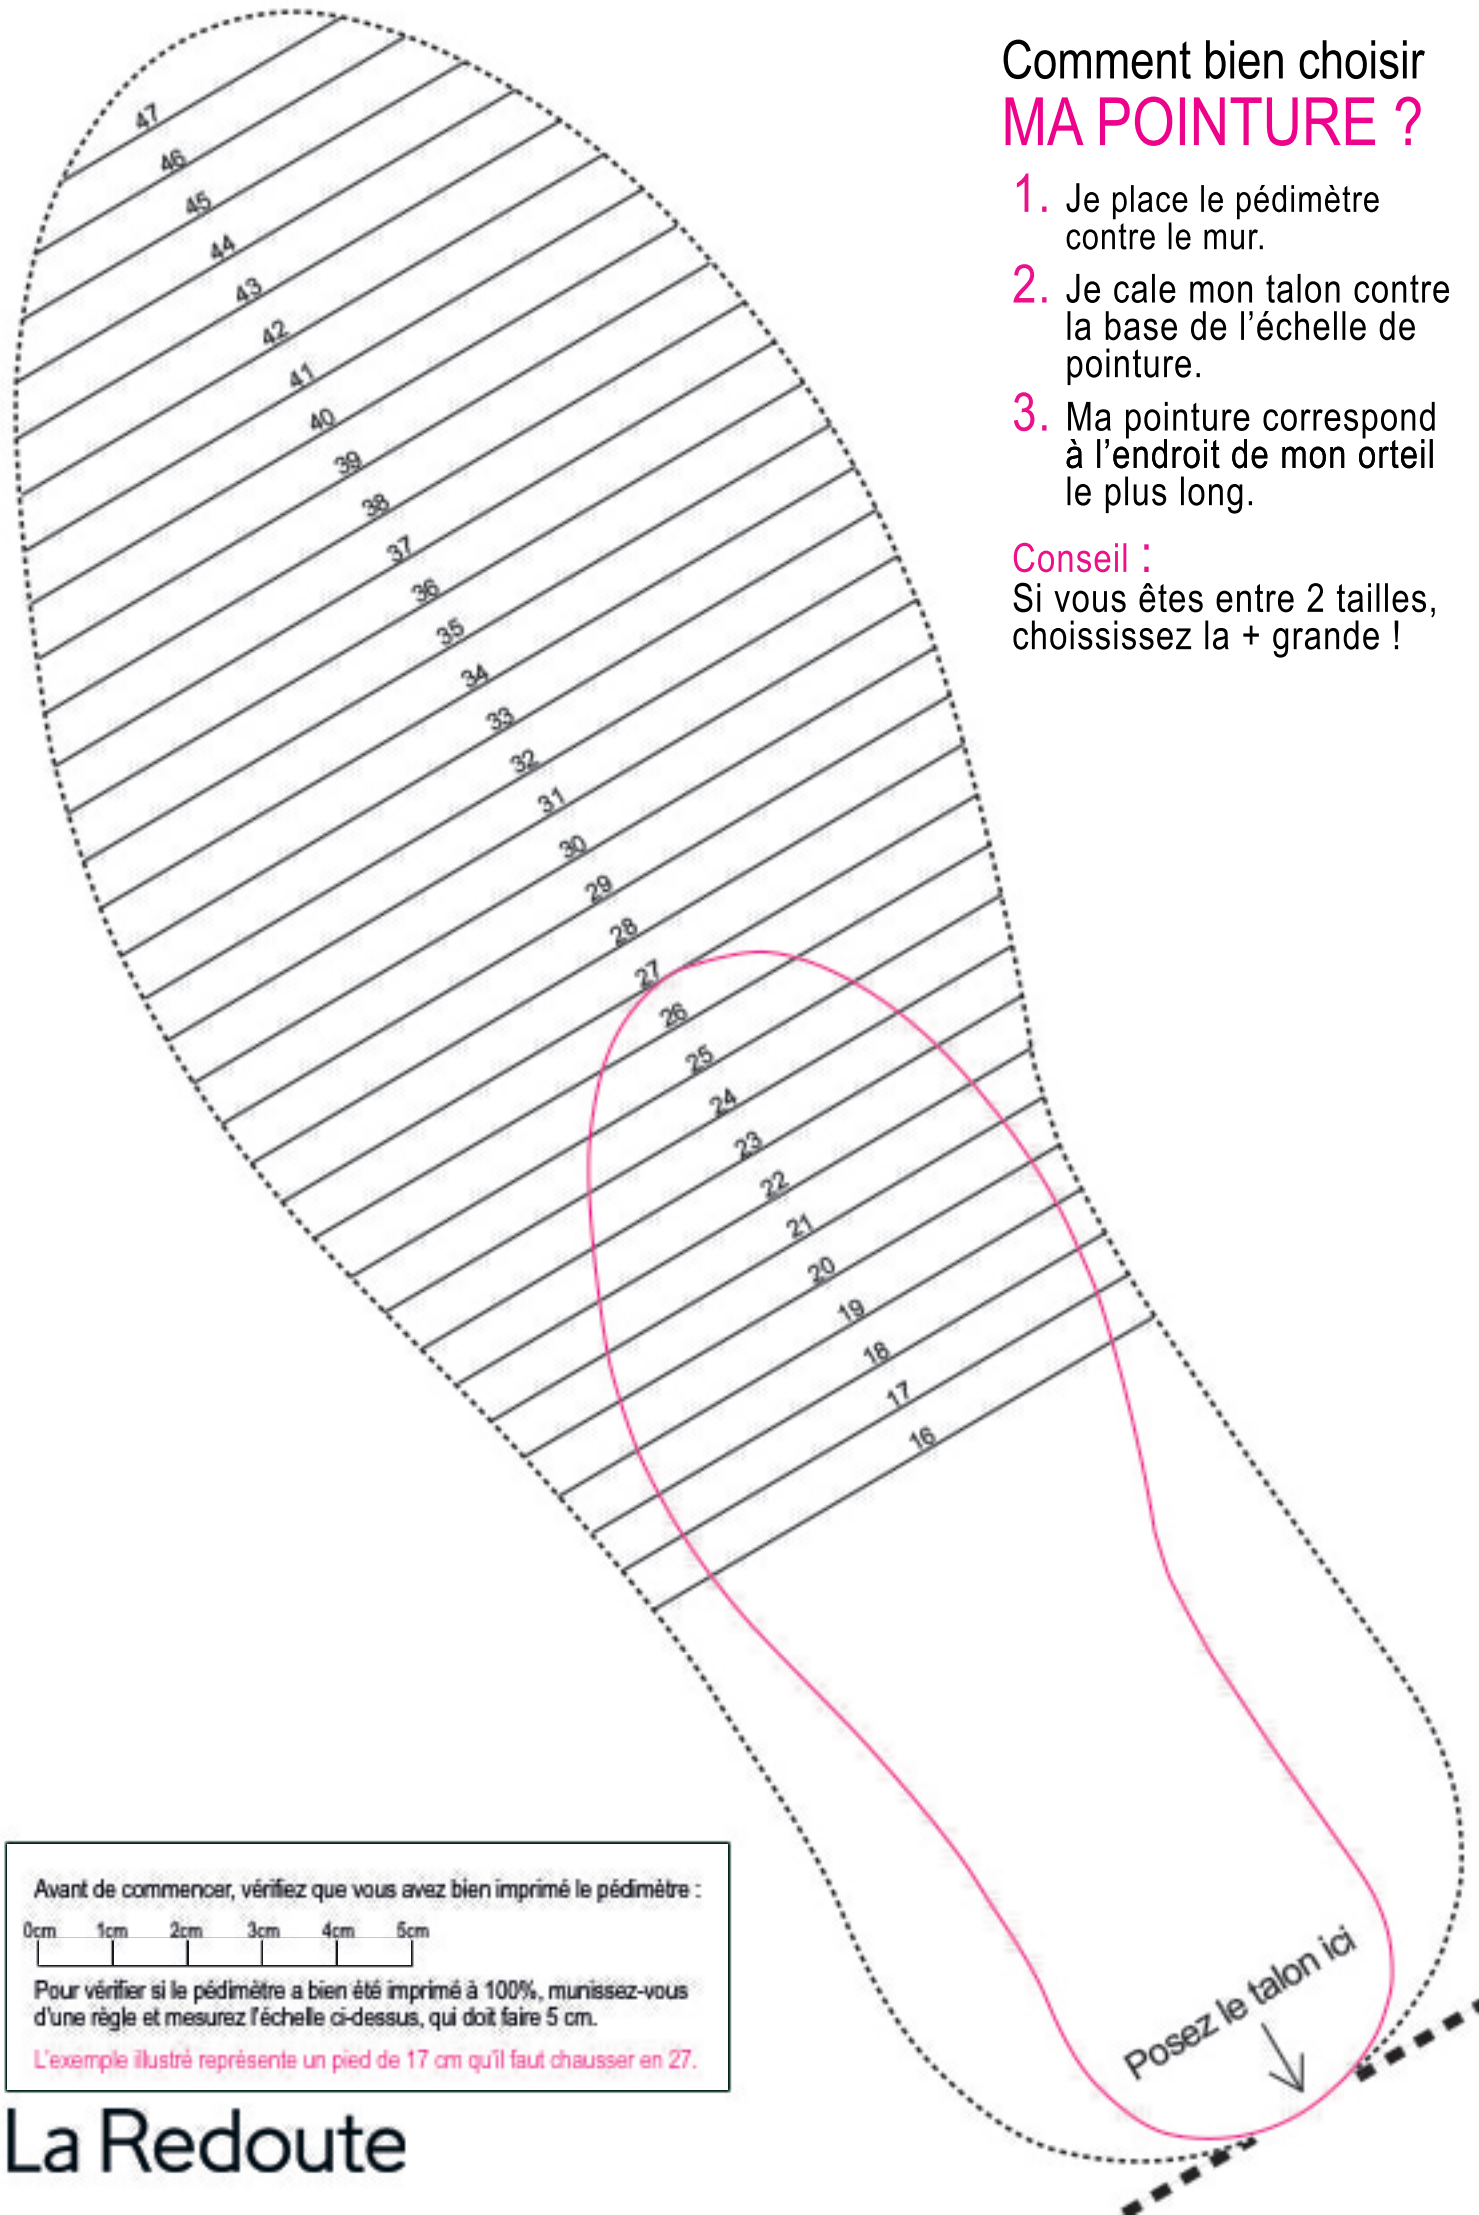 Comment bien choisir
MA POINTURE ?
1. Je place le pédimètre
contre le mur.
2. Je cale mon talon contre
la base de l'échelle de
pointure.
3. Ma pointure correspond
à l'endroit de mon orteil
le plus long.
Conseil :
Si vous êtes entre 2 tailles,
choississez la + grande !
47
46
45
44
43
42
41
40
39
38
37
36
35
34
33
32
31
30
29
28
27
26
25
24
23
22
21
20
19
18
17
16
Posez le talon ici
Avant de commencer, vérifiez que vous avez bien imprimé le pédimètre :
0cm 1cm 2cm 3cm 4cm 5cm
Pour vérifier si le pédimètre a bien été imprimé à 100%, munissez-vous
d'une règle et mesurez l'échelle ci-dessus, qui doit faire 5 cm.
L'exemple illustré représente un pied de 17 cm qu'il faut chausser en 27.
La Redoute